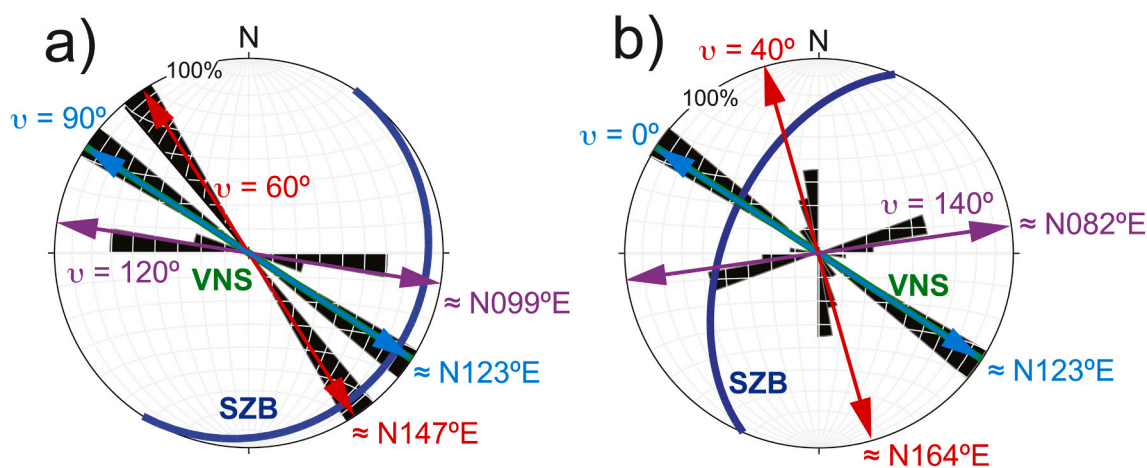 a)
N
100%
υ = 90º
υ = 60º
υ = 120º
VNS
≈ N099ºE
≈ N123ºE
SZB
≈ N147ºE
b)
N
υ = 40º
100%
υ = 0º
υ = 140º
≈ N082ºE
VNS
SZB
≈ N123ºE
≈ N164ºE